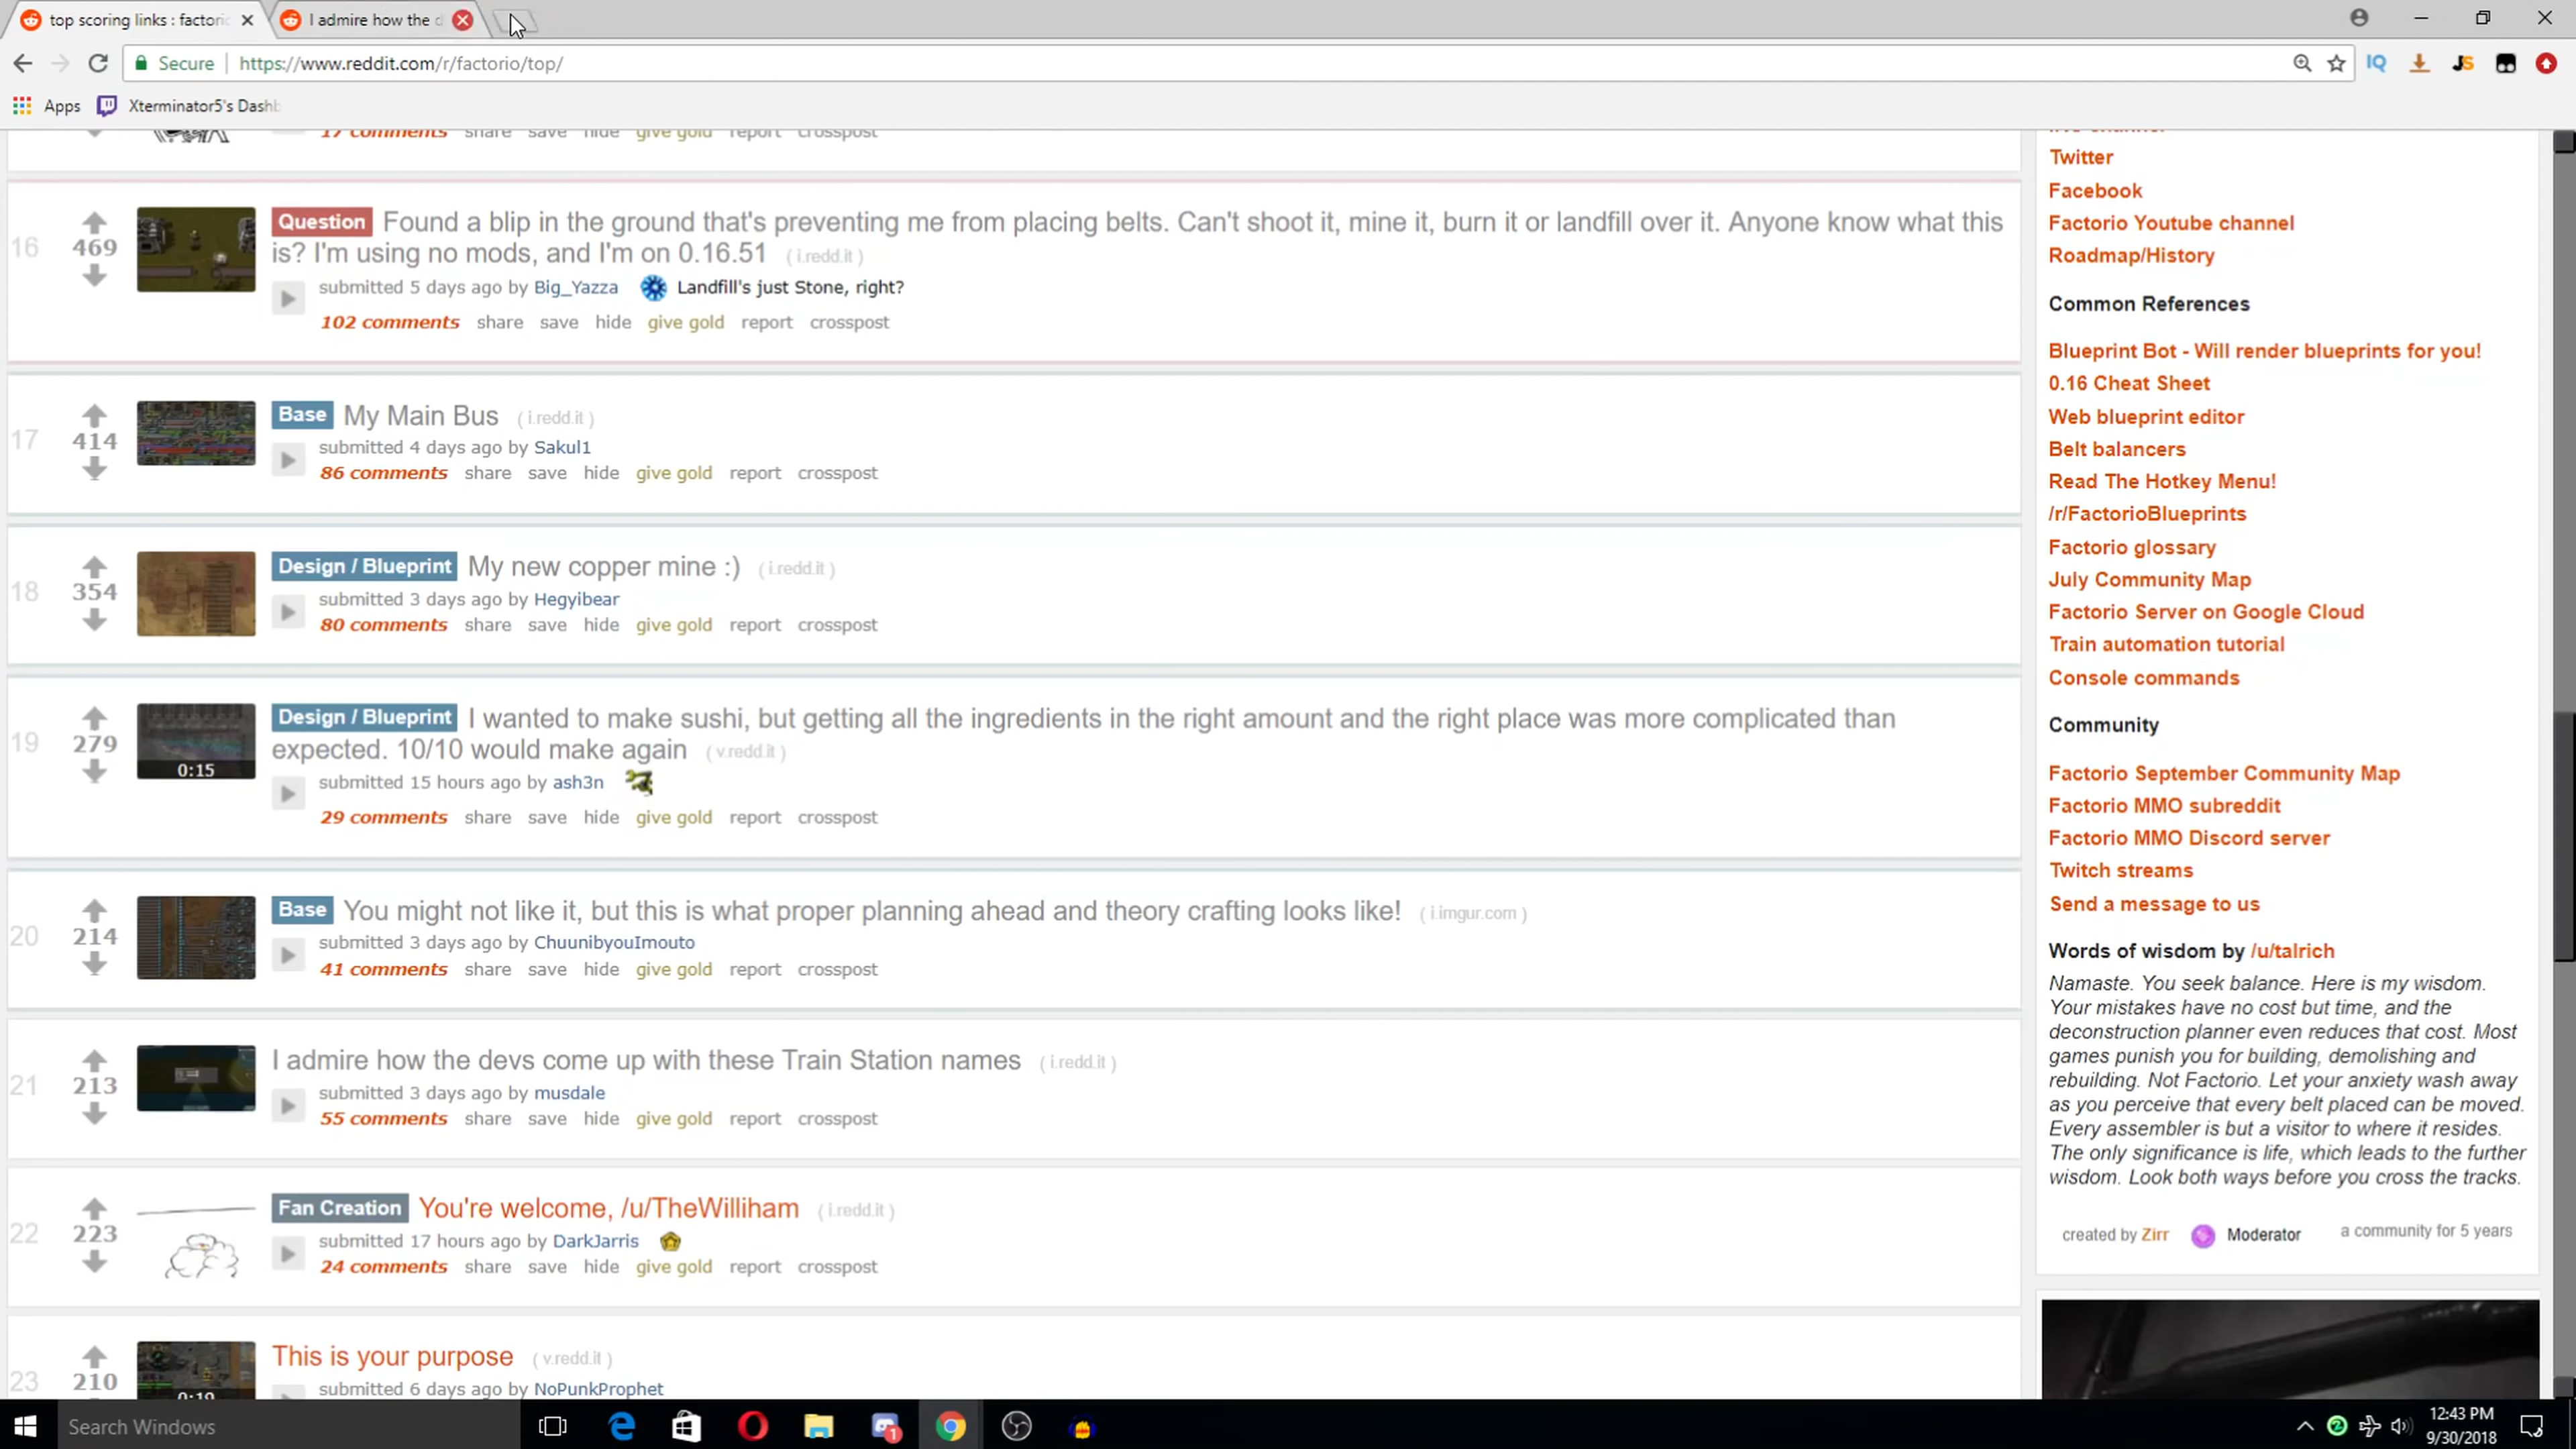 top scoring links : factorio
I admire how the d
Secure
https://www.reddit.com/r/factorio/top/
Apps
Xterminator5's Dashb
17 comments share save hide give gold report crosspost
16
469
Question Found a blip in the ground that's preventing me from placing belts. Can't shoot it, mine it, burn it or landfill over it. Anyone know what this
is? I'm using no mods, and I'm on 0.16.51 ( i.redd.it )
submitted 5 days ago by Big_Yazza Landfill's just Stone, right?
102 comments share save hide give gold report crosspost
17
414
Base My Main Bus ( i.redd.it )
submitted 4 days ago by Sakul1
86 comments share save hide give gold report crosspost
18
354
Design / Blueprint My new copper mine :) ( i.redd.it )
submitted 3 days ago by Hegyibear
80 comments share save hide give gold report crosspost
19
279
0:15
Design / Blueprint I wanted to make sushi, but getting all the ingredients in the right amount and the right place was more complicated than
expected. 10/10 would make again ( v.redd.it )
submitted 15 hours ago by ash3n
29 comments share save hide give gold report crosspost
20
214
Base You might not like it, but this is what proper planning ahead and theory crafting looks like! ( i.imgur.com )
submitted 3 days ago by ChuunibyouImouto
41 comments share save hide give gold report crosspost
21
213
I admire how the devs come up with these Train Station names ( i.redd.it )
submitted 3 days ago by musdale
55 comments share save hide give gold report crosspost
22
223
Fan Creation You're welcome, /u/TheWilliham ( i.redd.it )
submitted 17 hours ago by DarkJarris
24 comments share save hide give gold report crosspost
23
210
0:19
This is your purpose ( v.redd.it )
submitted 6 days ago by NoPunkProphet
Twitter
Facebook
Factorio Youtube channel
Roadmap/History
Common References
Blueprint Bot - Will render blueprints for you!
0.16 Cheat Sheet
Web blueprint editor
Belt balancers
Read The Hotkey Menu!
/r/FactorioBlueprints
Factorio glossary
July Community Map
Factorio Server on Google Cloud
Train automation tutorial
Console commands
Community
Factorio September Community Map
Factorio MMO subreddit
Factorio MMO Discord server
Twitch streams
Send a message to us
Words of wisdom by /u/talrich
Namaste. You seek balance. Here is my wisdom.
Your mistakes have no cost but time, and the
deconstruction planner even reduces that cost. Most
games punish you for building, demolishing and
rebuilding. Not Factorio. Let your anxiety wash away
as you perceive that every belt placed can be moved.
Every assembler is but a visitor to where it resides.
The only significance is life, which leads to the further
wisdom. Look both ways before you cross the tracks.
created by Zirr Moderator a community for 5 years
Search Windows
12:43 PM
9/30/2018